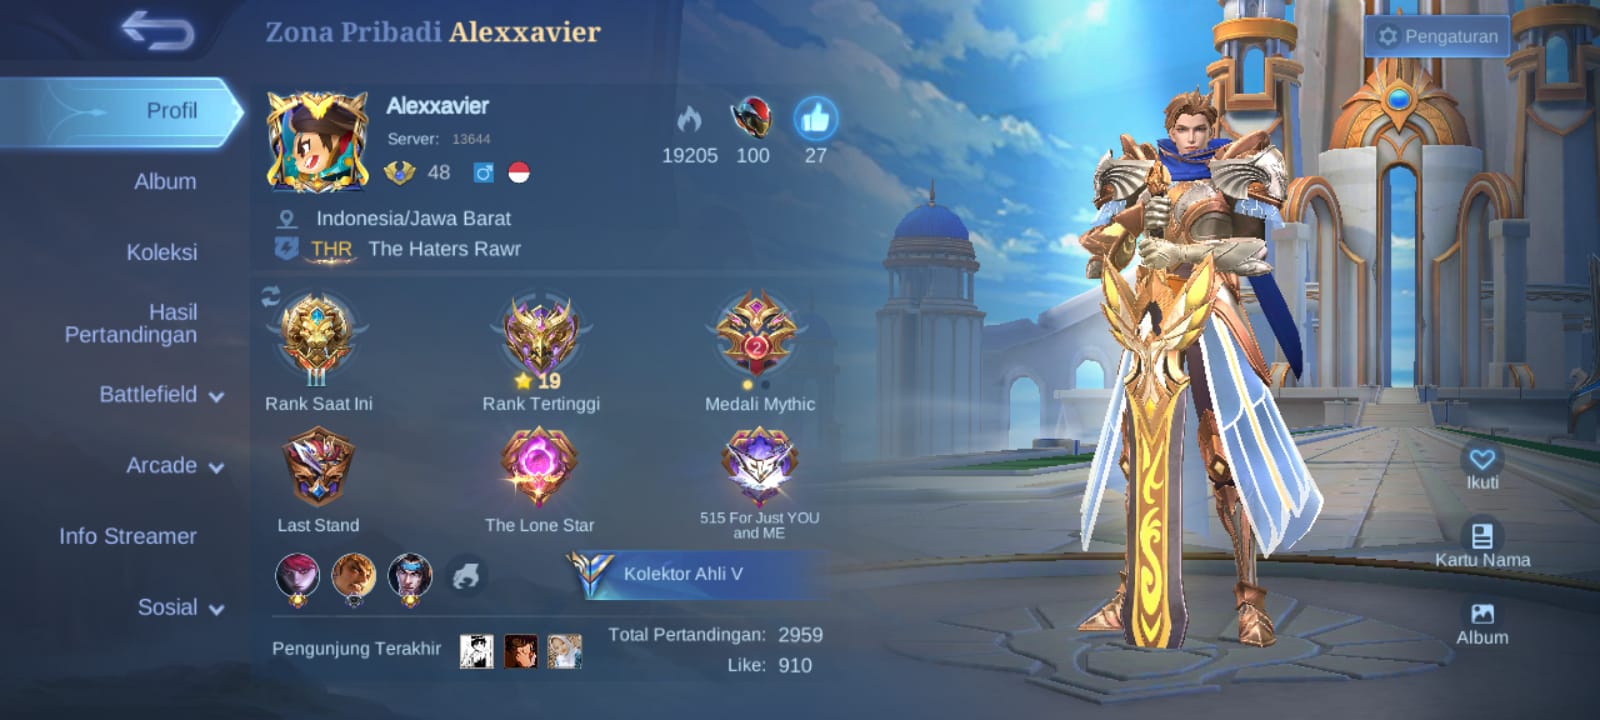 Zona Pribadi Alexxavier
Pengaturan
Profil
Album
Koleksi
Hasil
Pertandingan
Battlefield
Arcade
Info Streamer
Sosial
Alexxavier
Server: 13644
48
19205
100
27
Indonesia/Jawa Barat
THR The Haters Rawr
III
19
2
Rank Saat Ini
Rank Tertinggi
Medali Mythic
Last Stand
The Lone Star
515 For Just YOU
and ME
Kolektor Ahli V
Pengunjung Terakhir
Total Pertandingan: 2959
Like: 910
Ikuti
Kartu Nama
Album